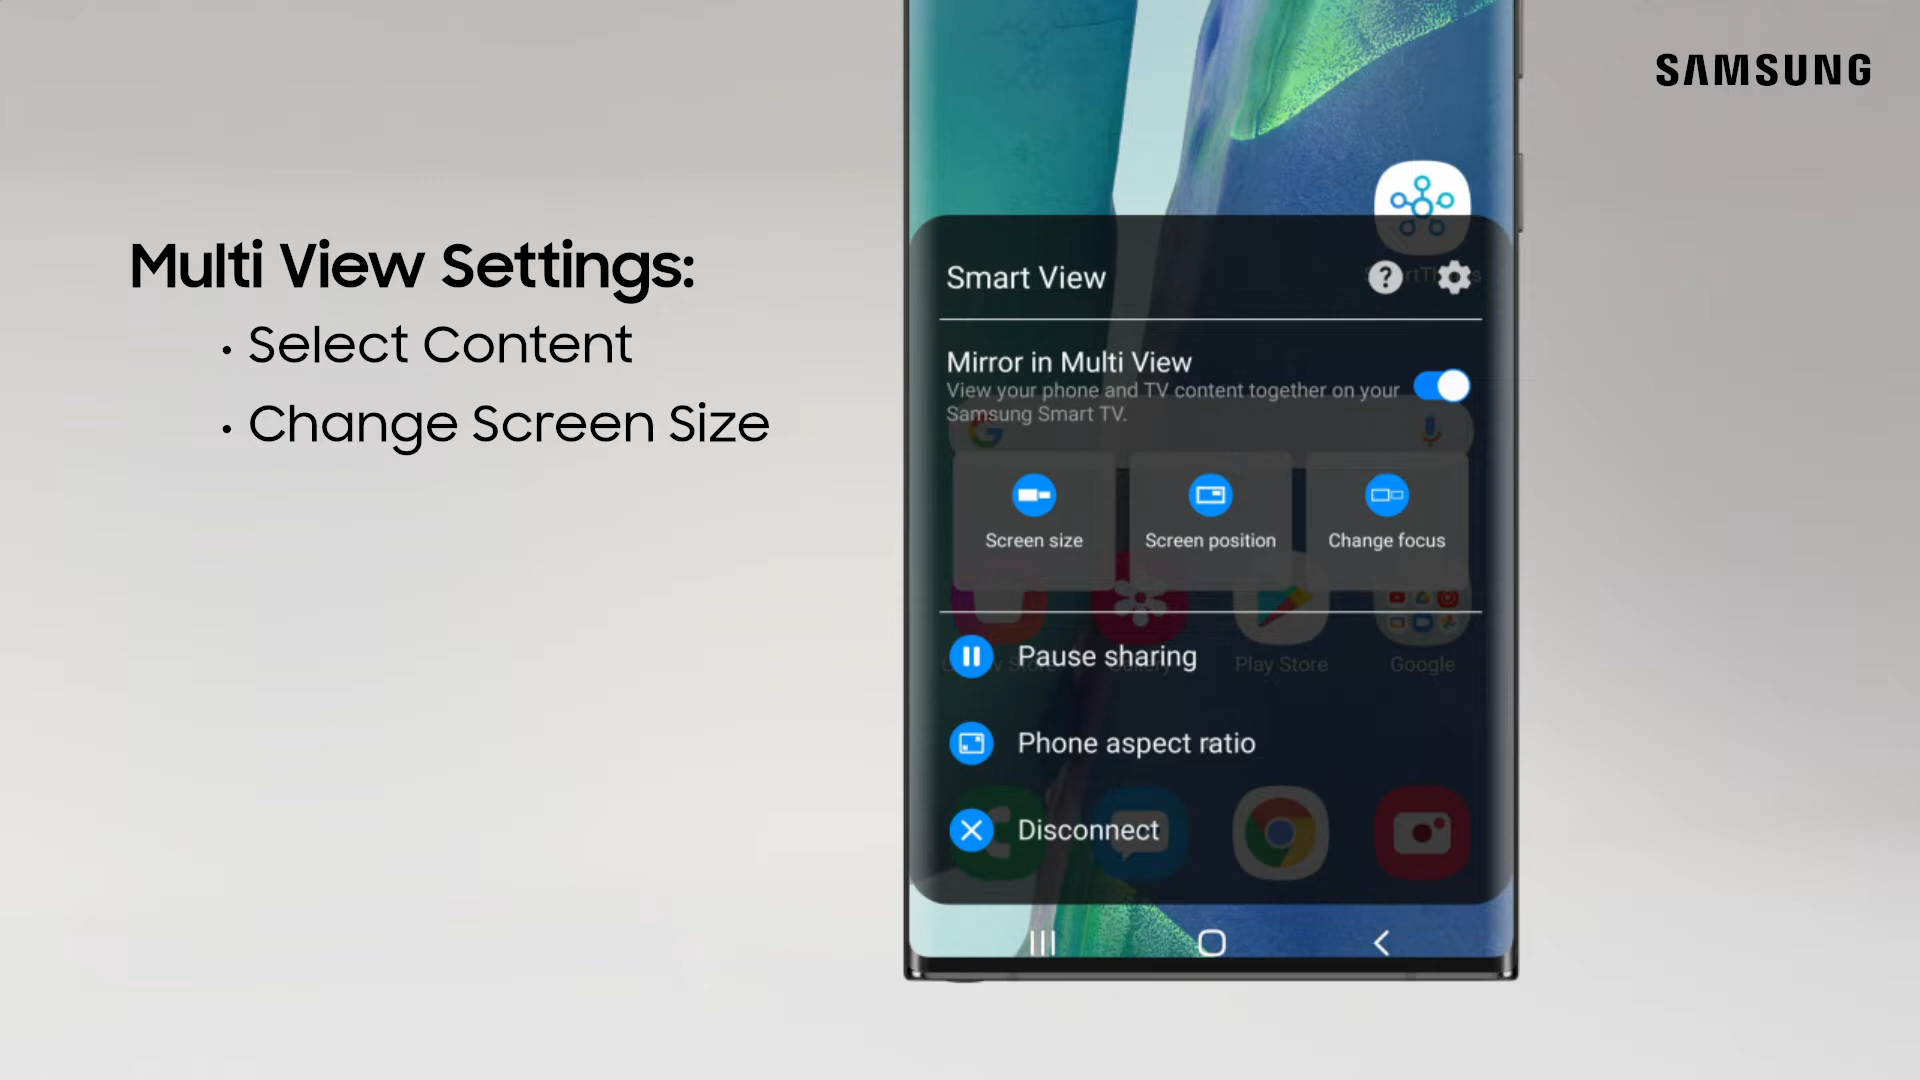 SAMSUNG
Multi View Settings:
• Select Content
• Change Screen Size
Smart View
Mirror in Multi View
View your phone and TV content together on your
Samsung Smart TV.
Screen size
Screen position
Change focus
Pause sharing
Play Store
Google
Phone aspect ratio
Disconnect